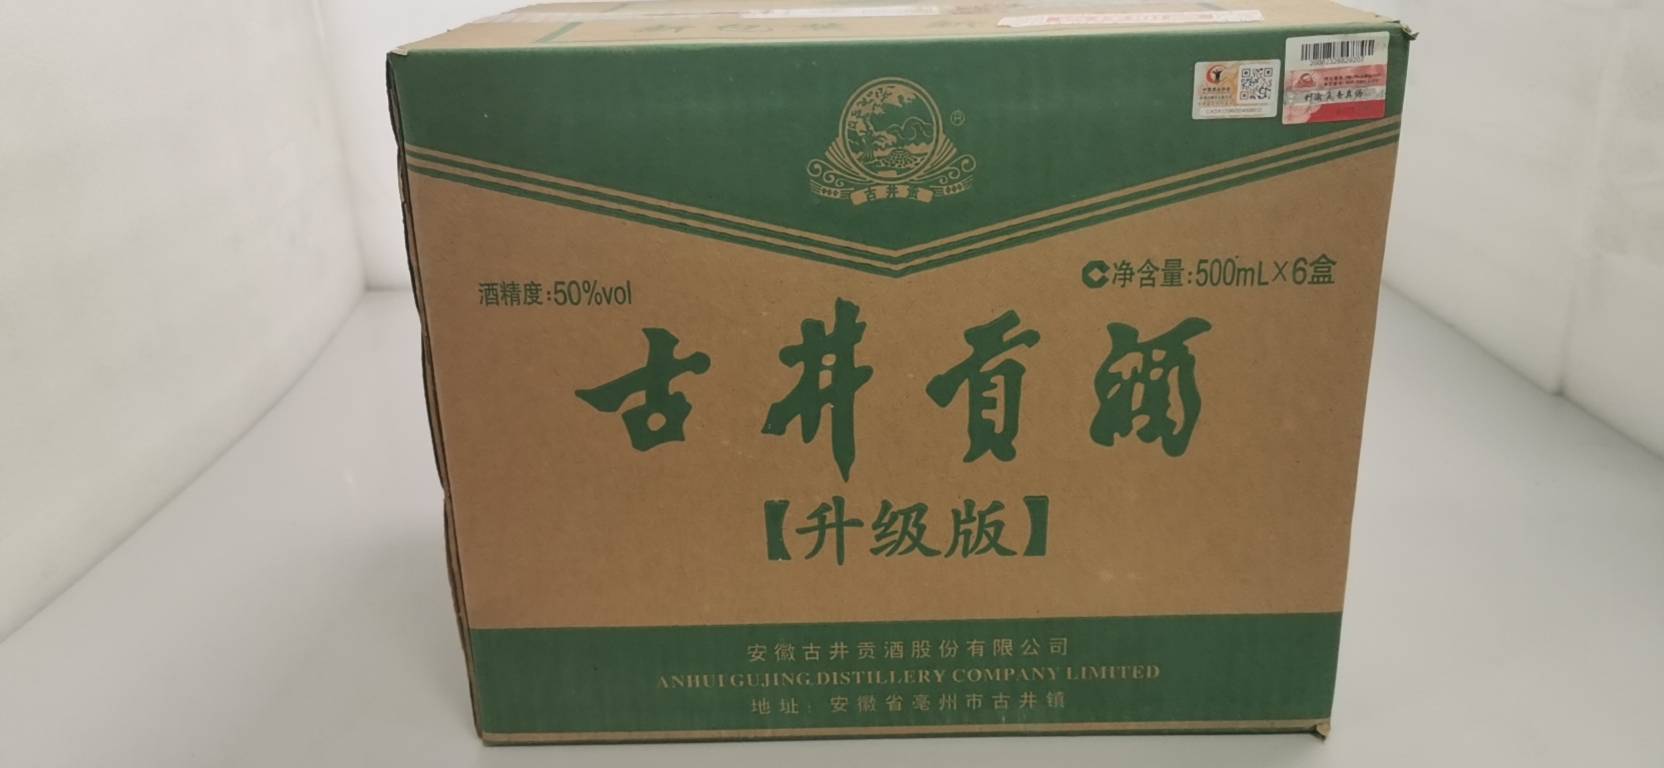 古井贡
酒精度:50%vol
净含量:500mL×6盒
古井贡酒
【升级版】
安徽古井贡酒股份有限公司
ANHUI GUJING DISTILLERY COMPANY LIMITED
地址：安徽省亳州市古井镇